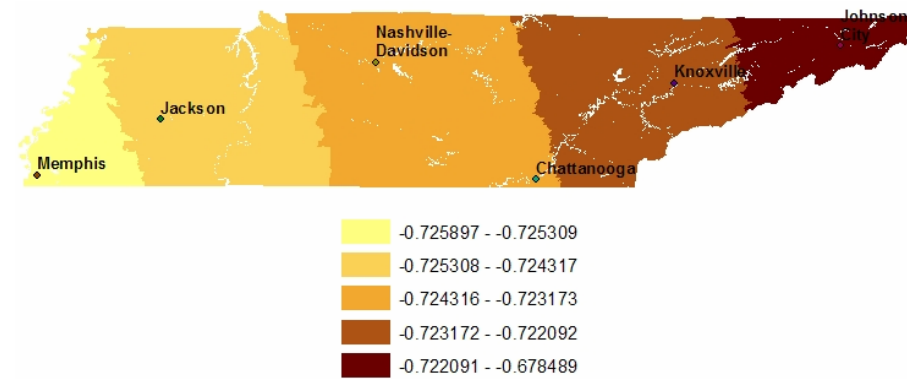 Johnson
City
Nashville-
Davidson
Knoxville
Jackson
Memphis
Chattanooga
-0.725897 - -0.725309
-0.725308 - -0.724317
-0.724316 - -0.723173
-0.723172 - -0.722092
-0.722091 - -0.678489